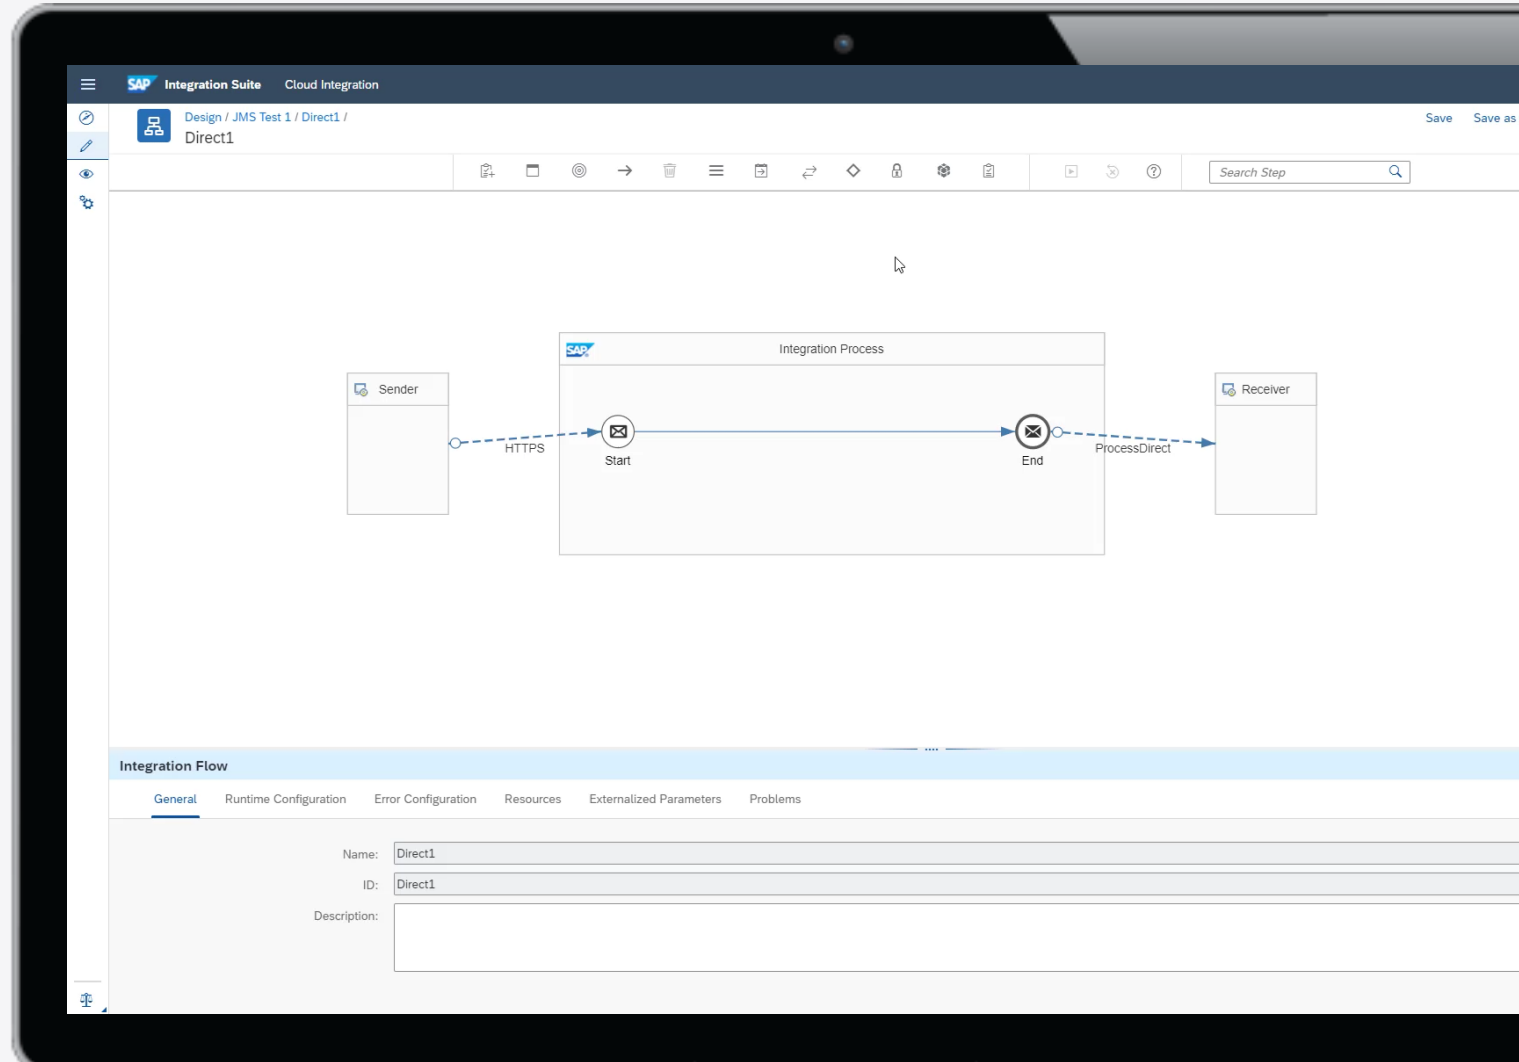 SAP Integration Suite Cloud Integration
Design / JMS Test 1 / Direct1 /
Direct1
Save Save as
Search Step
SAP Integration Process
Sender
Receiver
HTTPS
ProcessDirect
Start
End
Integration Flow
General Runtime Configuration Error Configuration Resources Externalized Parameters Problems
Name: Direct1
ID: Direct1
Description: